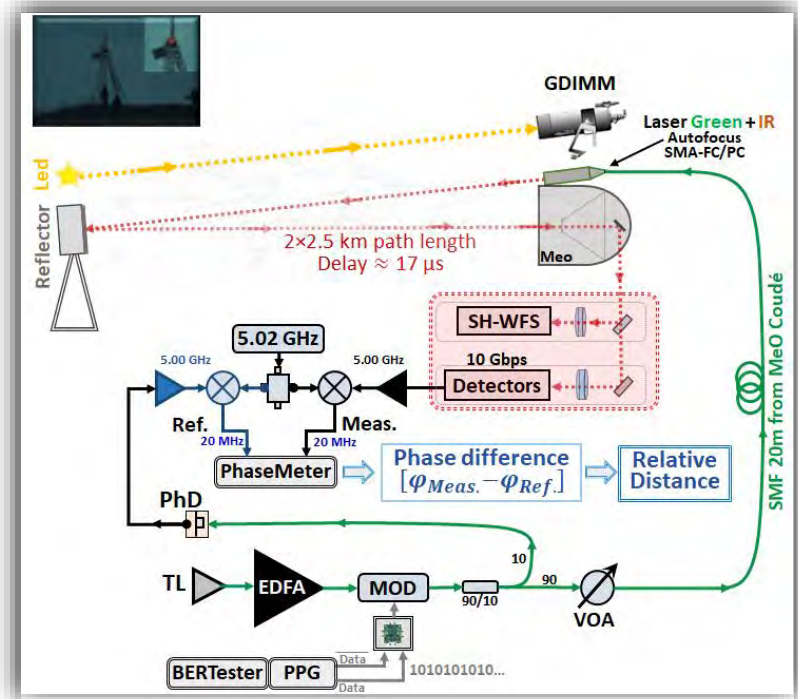 GDIMM
Laser Green + IR
Autofocus
SMA-FC/PC
Led
Reflector
2×2.5 km path length
Delay ≈ 17 µs
Meo
SH-WFS
5.02 GHz
5.00 GHz
5.00 GHz
10 Gbps
Detectors
Ref.
Meas.
20 MHz
20 MHz
PhaseMeter
Phase difference
[φMeas.−φRef.]
Relative
Distance
SMF 20m from MeO Coudé
PhD
10
TL
EDFA
MOD
90/10
90
VOA
BERTester
PPG
Data
Data
1010101010...